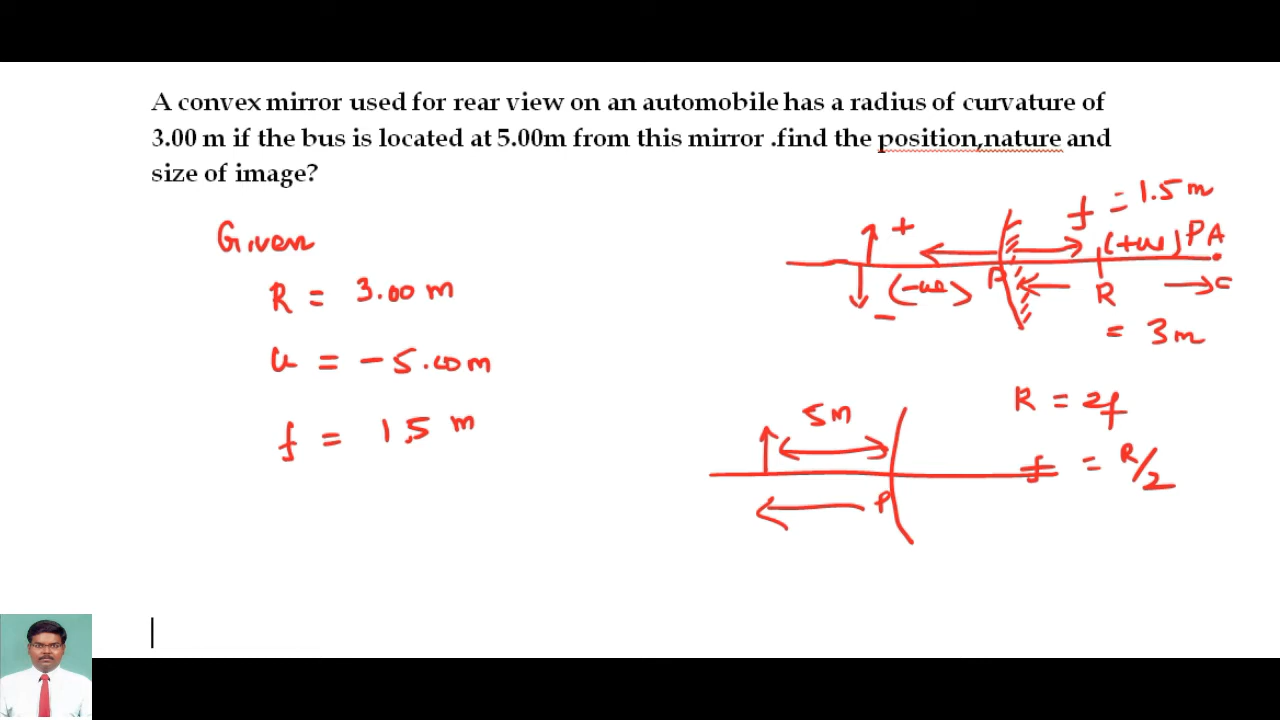 A convex mirror used for rear view on an automobile has a radius of curvature of
3.00 m if the bus is located at 5.00m from this mirror .find the position,nature and
size of image?
Given
R = 3.00 m
u = -5.00m
f = 1.5 m
f = 1.5 m
+
(+ve) PA
(-ve)
P
R
C
-
= 3m
5m
P
R = 2f
f = R/2